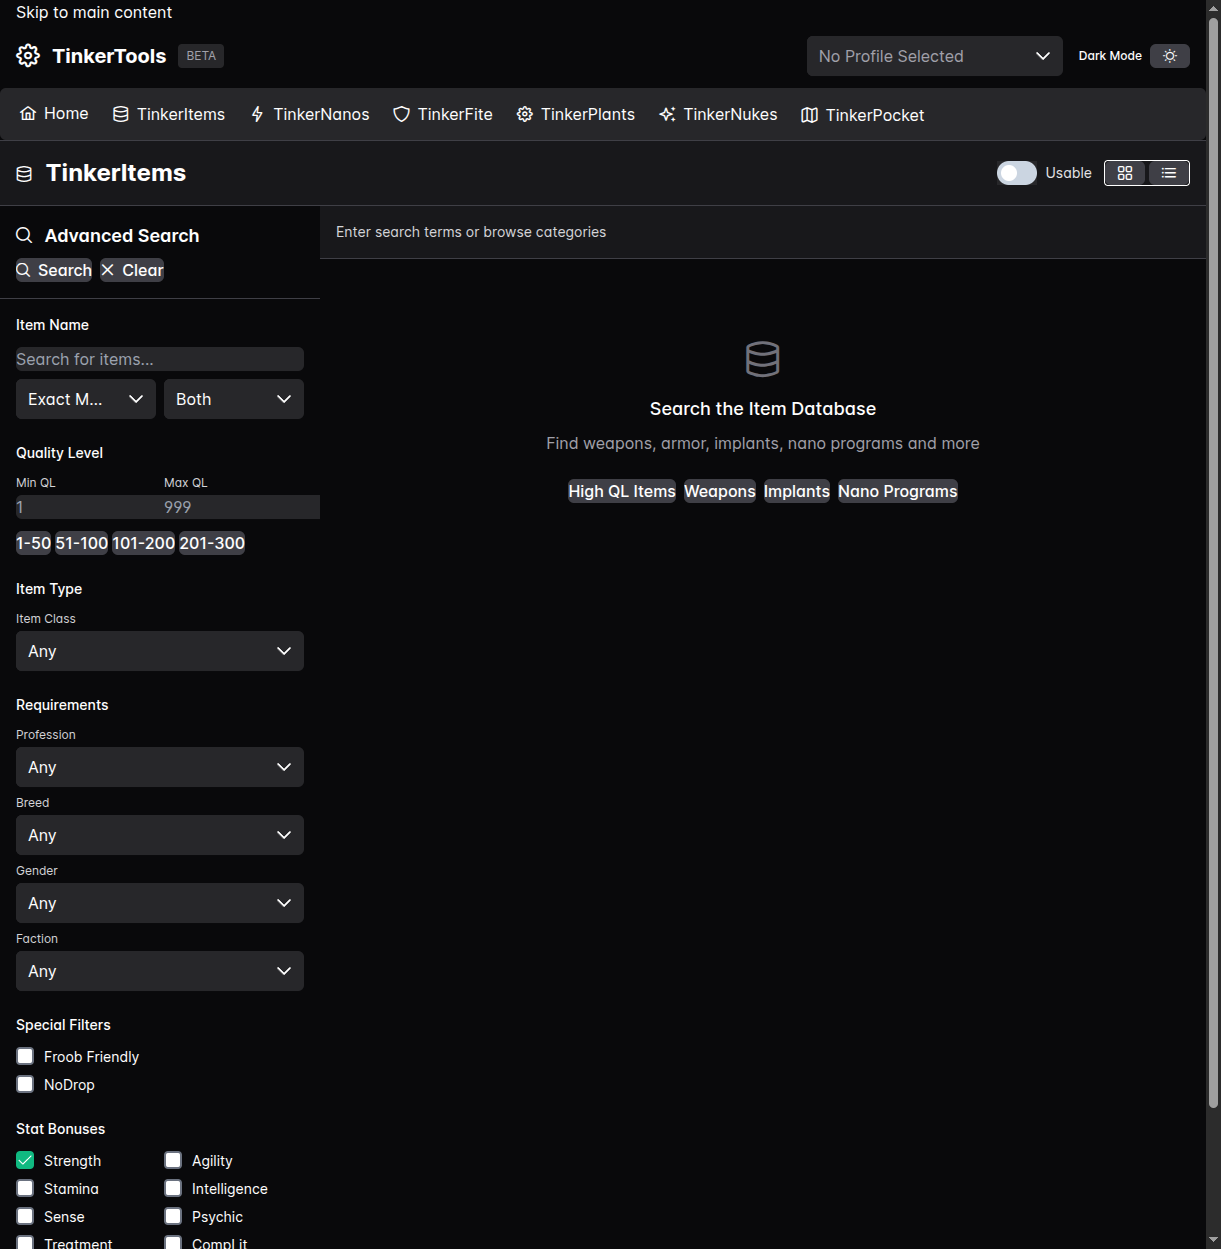 Skip to main content
TinkerTools BETA
No Profile Selected
Dark Mode
Home TinkerItems TinkerNanos TinkerFite TinkerPlants TinkerNukes TinkerPocket
TinkerItems
Usable
Advanced Search
Search Clear
Enter search terms or browse categories
Item Name
Search for items...
Exact M... Both
Quality Level
Min QL Max QL
1 999
1-50 51-100 101-200 201-300
Item Type
Item Class
Any
Requirements
Profession
Any
Breed
Any
Gender
Any
Faction
Any
Special Filters
Froob Friendly
NoDrop
Stat Bonuses
Strength Agility
Stamina Intelligence
Sense Psychic
Treatment Comp Lit
Search the Item Database
Find weapons, armor, implants, nano programs and more
High QL Items Weapons Implants Nano Programs